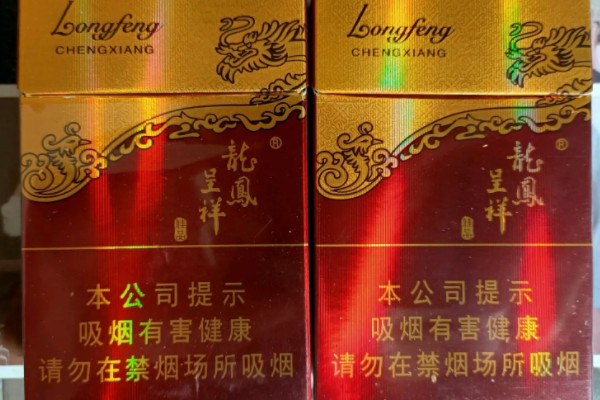 Longfeng
CHENGXIANG
龍鳳
呈祥
®
本公司提示
吸烟有害健康
请勿在禁烟场所吸烟
Longfeng
CHENGXIANG
龍鳳
呈祥
®
本公司提示
吸烟有害健康
请勿在禁烟场所吸烟